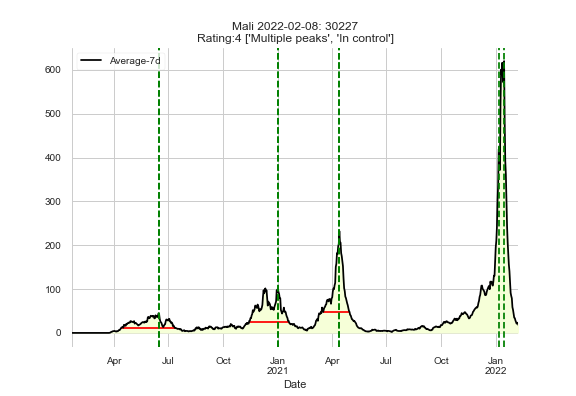 Mali 2022-02-08: 30227
Rating:4 ['Multiple peaks', 'In control']
Average-7d
600
500
400
300
200
100
0
Apr Jul Oct Jan Apr Jul Oct Jan
2021 2022
Date